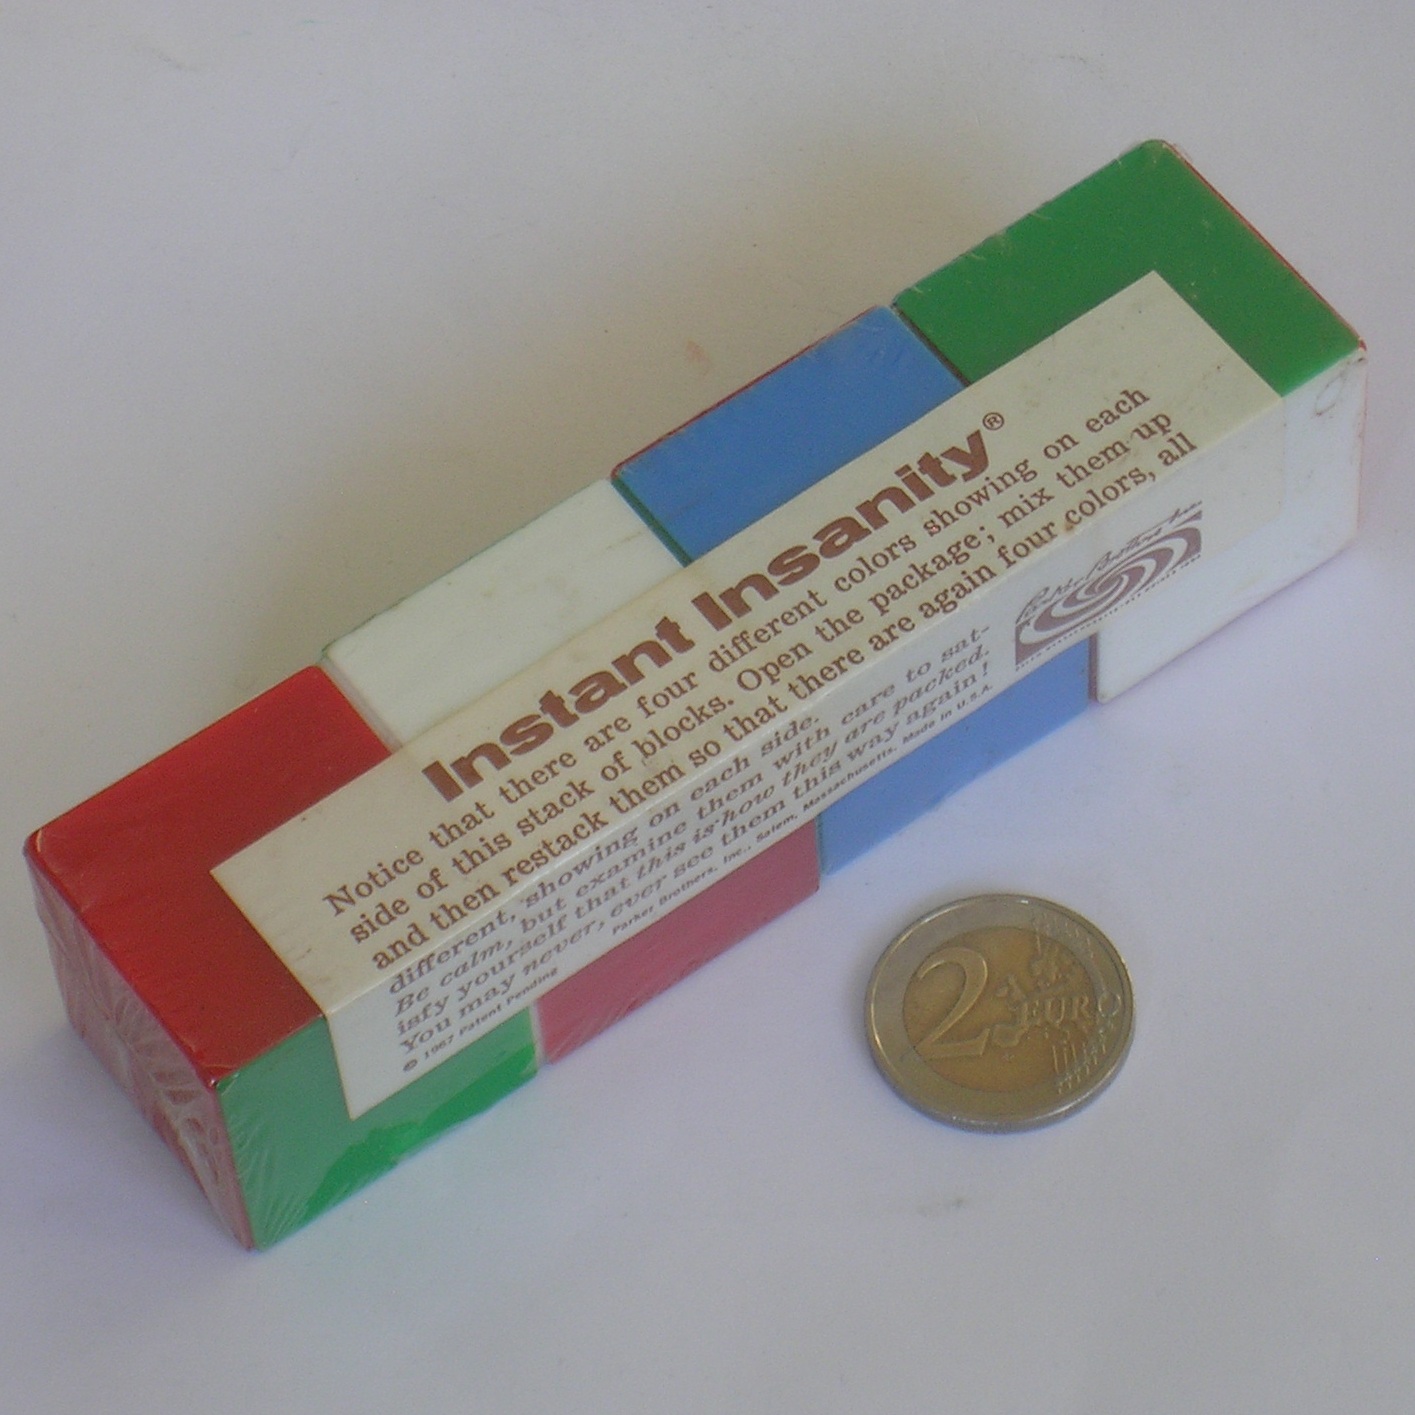 Instant Insanity®
Notice that there are four different colors showing on each
side of this stack of blocks. Open the package; mix them up
and then restack them so that there are again four colors, all
different, showing on each side.
Be calm, but examine them with care to sat-
isfy yourself that this is how they are packed.
You may never, ever see them this way again!
© 1967 Patent Pending Parker Brothers, Inc., Salem, Massachusetts. Made in U.S.A.
Parker Brothers Inc.
2 EURO